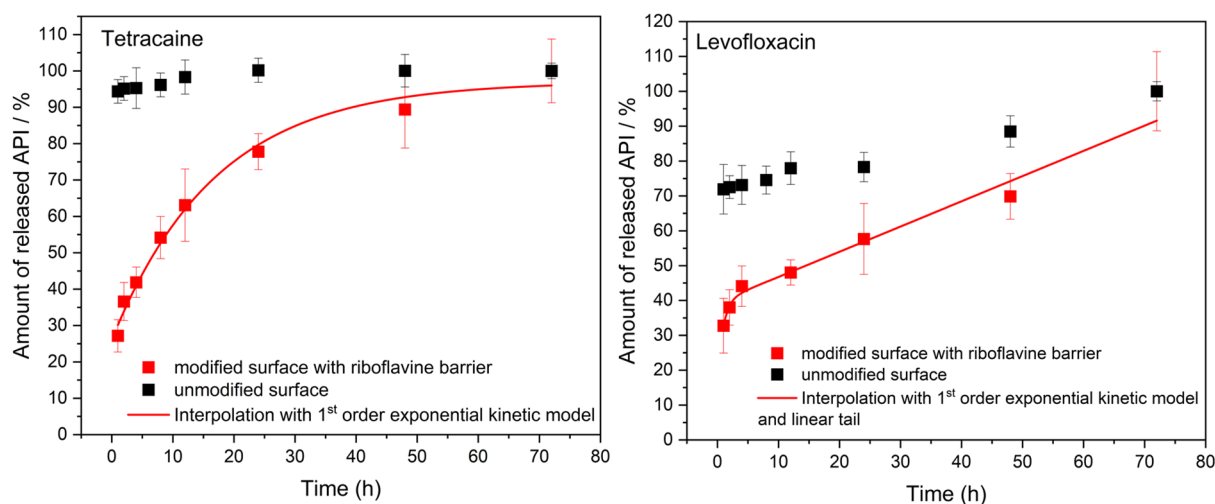 Tetracaine
Amount of released API / %
110
100
90
80
70
60
50
40
30
20
10
0
modified surface with riboflavine barrier
unmodified surface
Interpolation with 1st order exponential kinetic model
0 10 20 30 40 50 60 70 80
Time (h)
Levofloxacin
Amount of released API / %
120
110
100
90
80
70
60
50
40
30
20
10
0
modified surface with riboflavine barrier
unmodified surface
Interpolation with 1st order exponential kinetic model
and linear tail
0 10 20 30 40 50 60 70 80
Time (h)